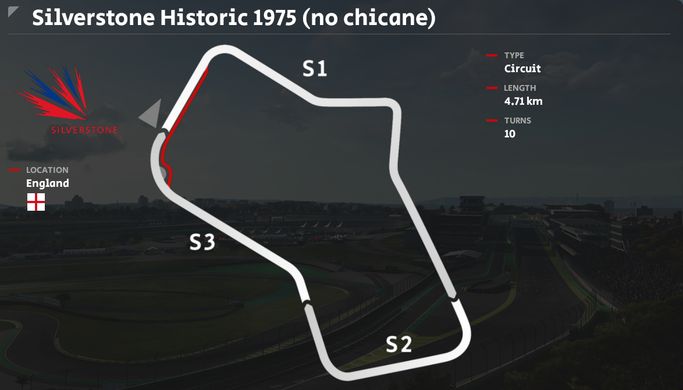 Silverstone Historic 1975 (no chicane)
S1
TYPE
Circuit
LENGTH
4.71 km
TURNS
10
SILVERSTONE
LOCATION
England
S3
S2